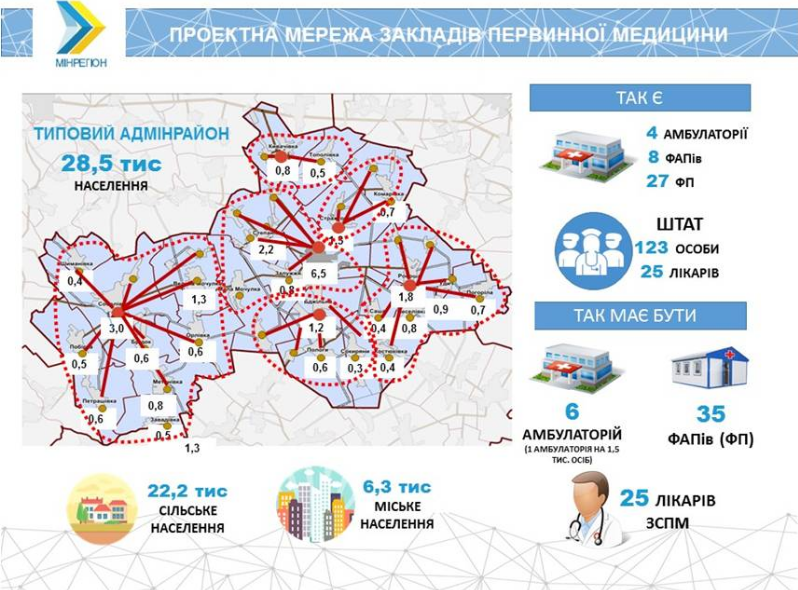 ПРОЕКТНА МЕРЕЖА ЗАКЛАДІВ ПЕРВИННОЇ МЕДИЦИНИ
МІНРЕГІОН
ТИПОВИЙ АДМІНРАЙОН
28,5 тис
НАСЕЛЕННЯ
Тополівка
0,8
0,5
Комарівка
0,7
2,2
6,5
0,8
0,4
1,3
3,0
1,8
0,9
0,7
1,2
0,4
0,8
Орлівка
0,5
0,6
0,6
0,6
0,3
0,4
Петрашівка
0,6
0,8
0,5
1,3
22,2 тис
СІЛЬСЬКЕ
НАСЕЛЕННЯ
6,3 тис
МІСЬКЕ
НАСЕЛЕННЯ
ТАК Є
4 АМБУЛАТОРІЇ
8 ФАПів
27 ФП
ШТАТ
123 ОСОБИ
25 ЛІКАРІВ
ТАК МАЄ БУТИ
6
АМБУЛАТОРІЙ
(1 АМБУЛАТОРІЯ НА 1,5
ТИС. ОСІБ)
35
ФАПів (ФП)
25 ЛІКАРІВ
ЗСПМ